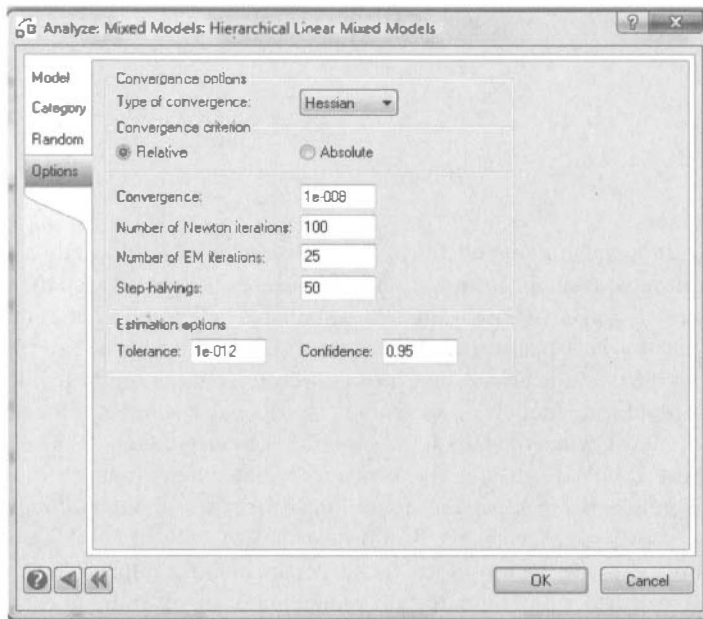 Analyze: Mixed Models: Hierarchical Linear Mixed Models
Model
Category
Random
Options
Convergence options
Type of convergence: Hessian
Convergence criterion
Relative Absolute
Convergence: 1e-008
Number of Newton iterations: 100
Number of EM iterations: 25
Step-halvings: 50
Estimation options
Tolerance: 1e-012 Confidence: 0.95
OK Cancel